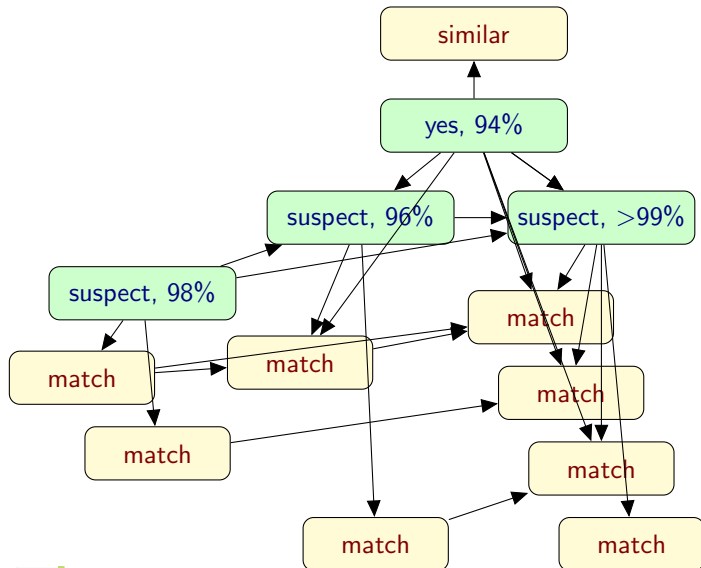 similar
yes, 94%
suspect, 96%
suspect, >99%
suspect, 98%
match
match
match
match
match
match
match
match